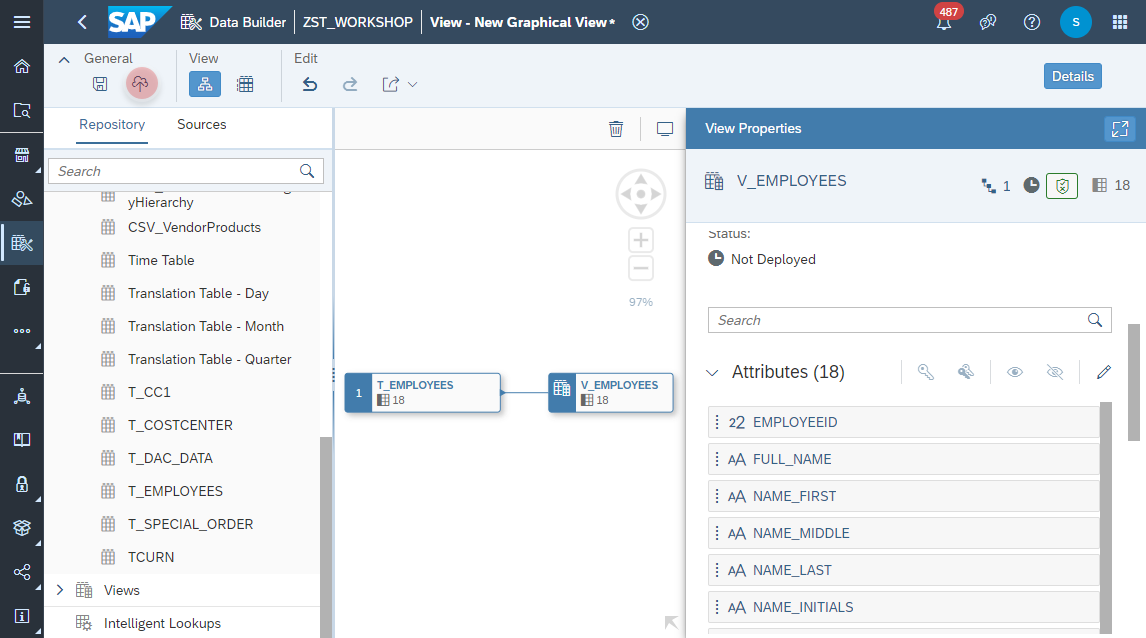 SAP
Data Builder
ZST_WORKSHOP
View - New Graphical View*
487
S
General
View
Edit
Details
Repository
Sources
Search
yHierarchy
CSV_VendorProducts
Time Table
Translation Table - Day
Translation Table - Month
Translation Table - Quarter
T_CC1
T_COSTCENTER
T_DAC_DATA
T_EMPLOYEES
T_SPECIAL_ORDER
TCURN
Views
Intelligent Lookups
97%
1
T_EMPLOYEES
18
V_EMPLOYEES
18
View Properties
V_EMPLOYEES
1
18
Status:
Not Deployed
Search
Attributes (18)
22 EMPLOYEEID
AA FULL_NAME
AA NAME_FIRST
AA NAME_MIDDLE
AA NAME_LAST
AA NAME_INITIALS